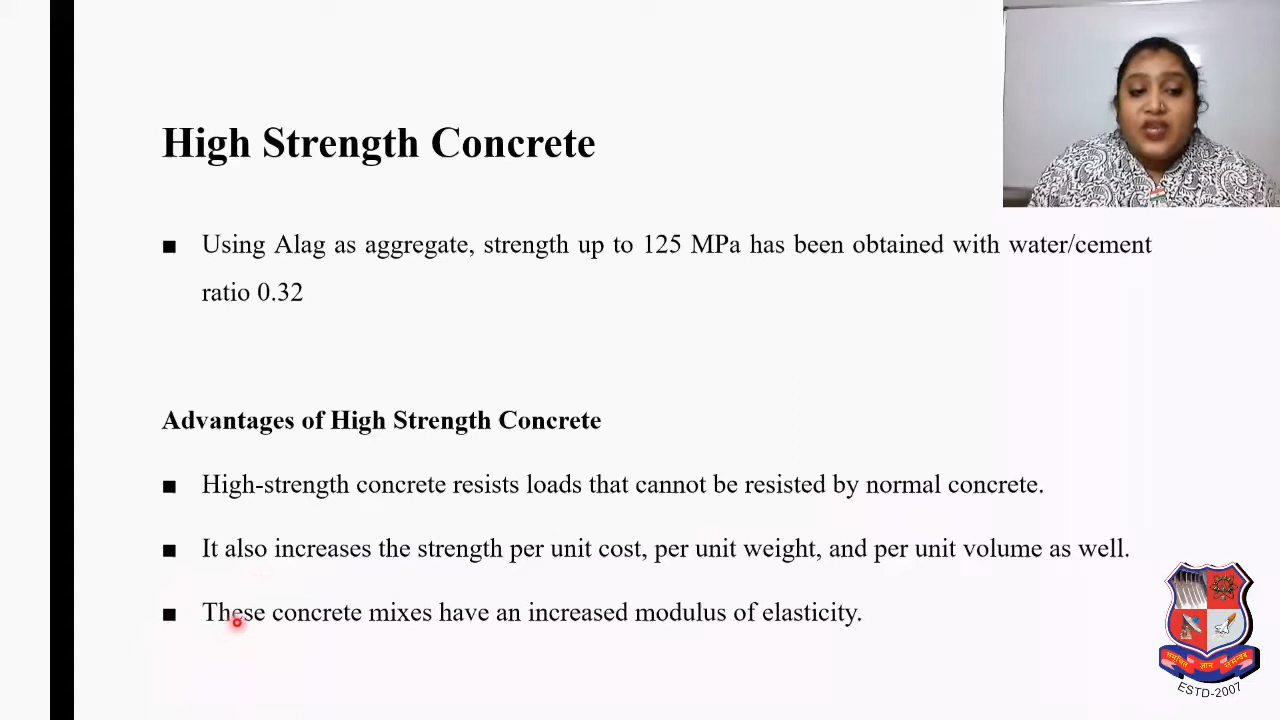 High Strength Concrete
■ Using Alag as aggregate, strength up to 125 MPa has been obtained with water/cement
ratio 0.32
Advantages of High Strength Concrete
■ High-strength concrete resists loads that cannot be resisted by normal concrete.
■ It also increases the strength per unit cost, per unit weight, and per unit volume as well.
■ These concrete mixes have an increased modulus of elasticity.
समुचित ज्ञान समन्वय
ESTD-2007